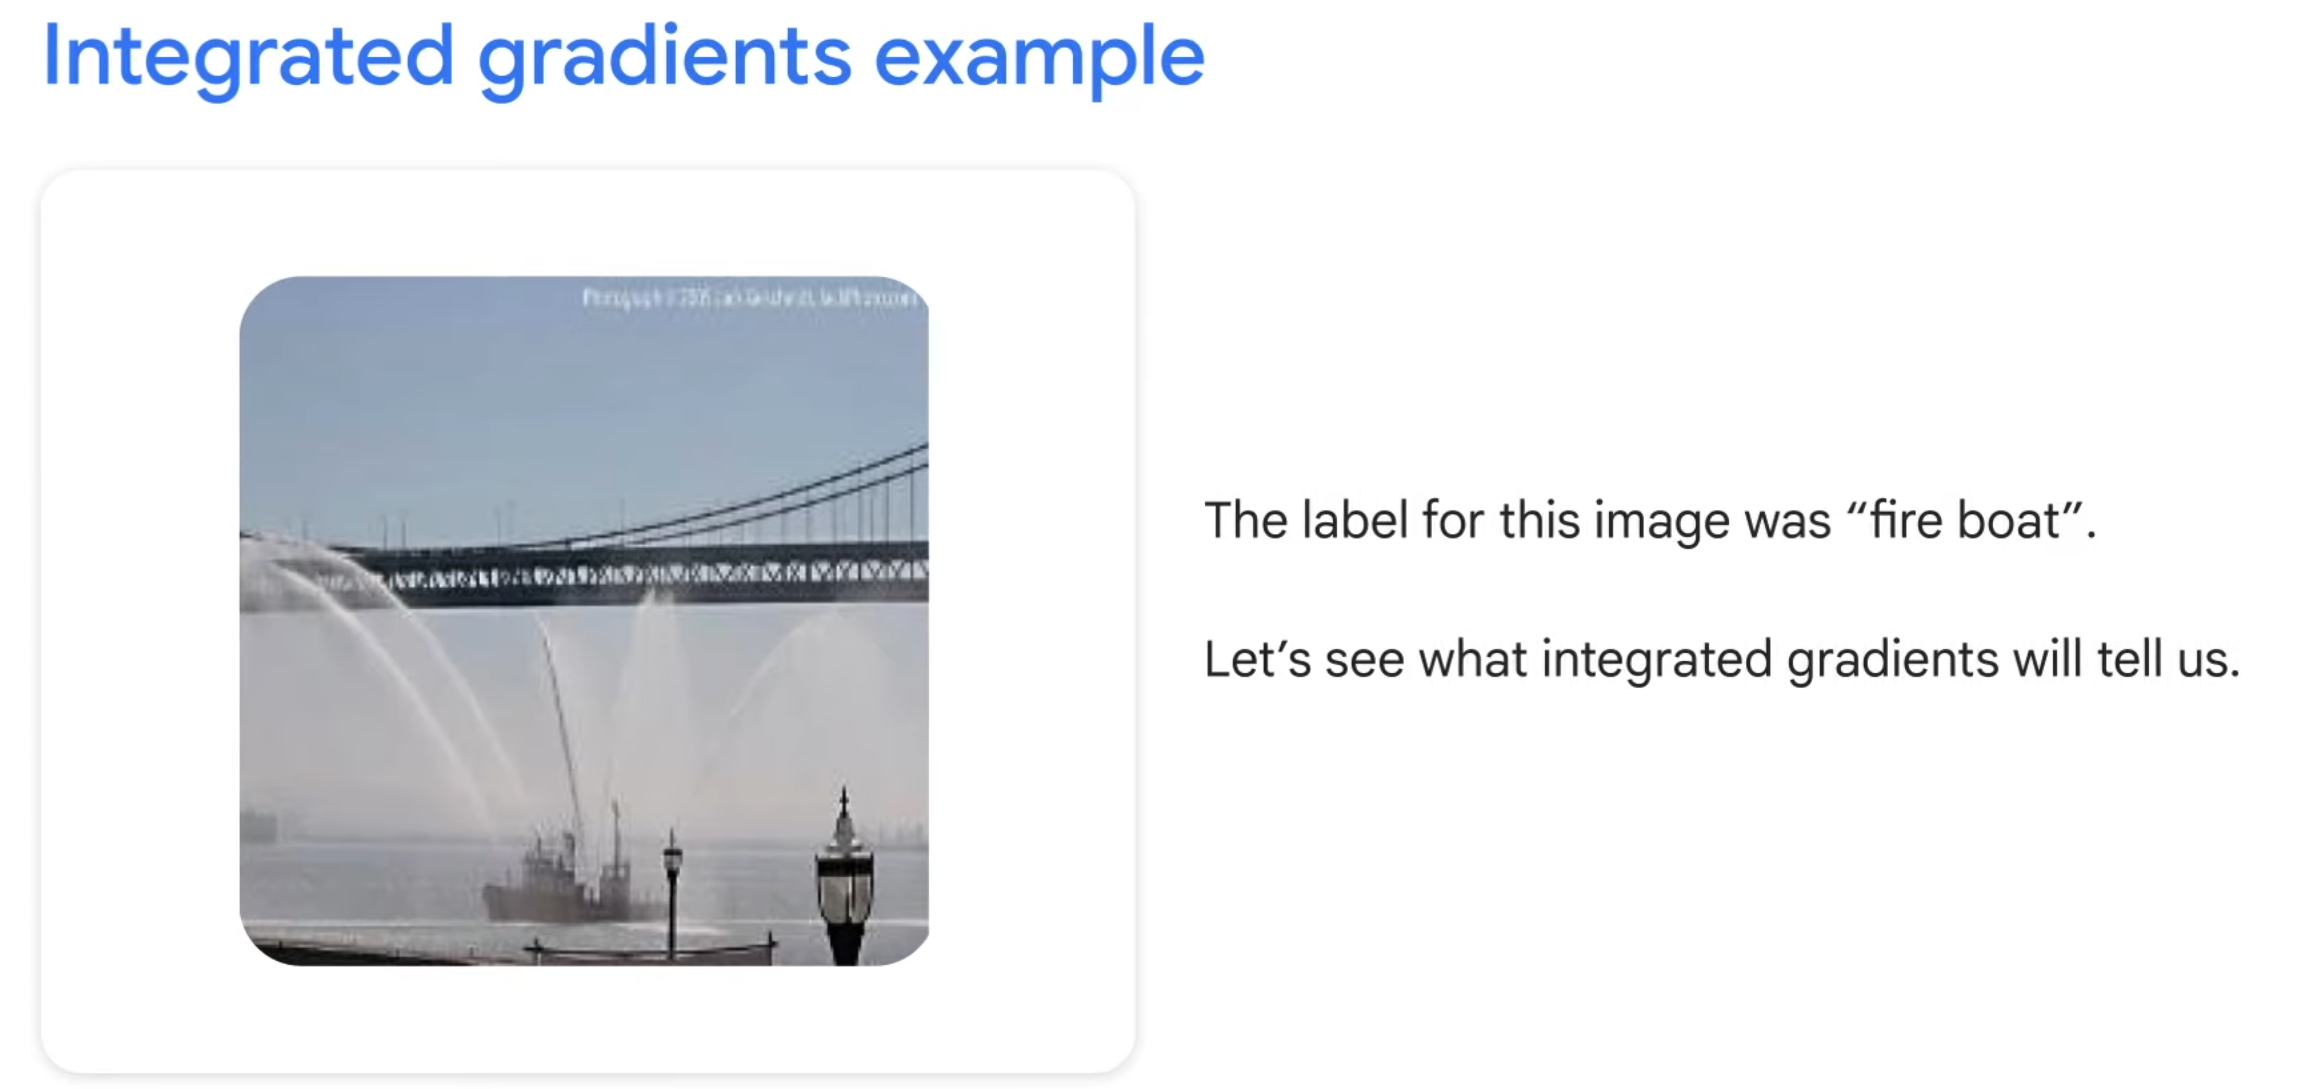 Integrated gradients example
The label for this image was “fire boat”.
Let’s see what integrated gradients will tell us.